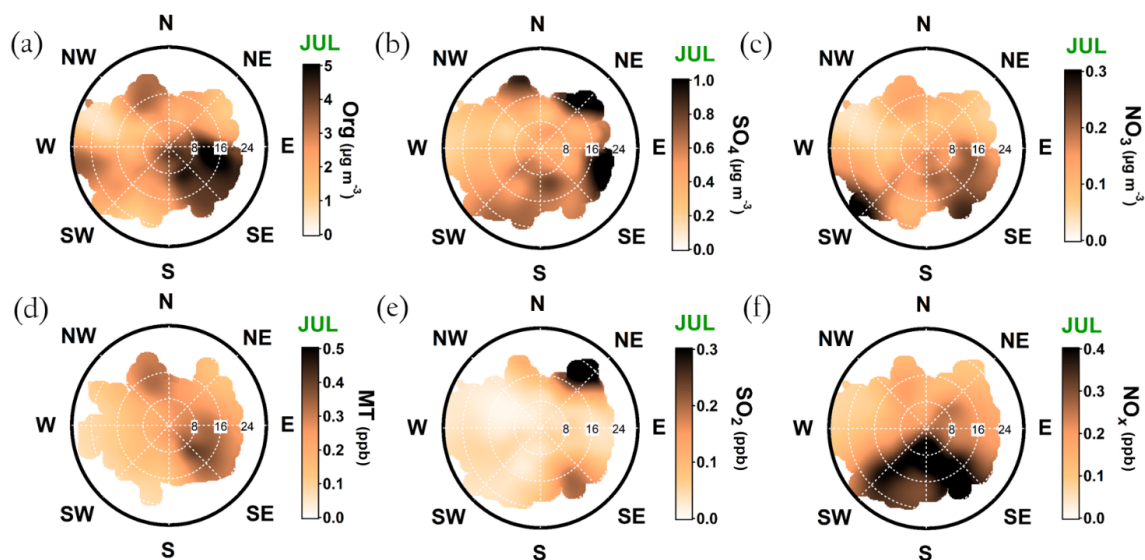 (a)
N
NW
NE
W
E
SW
SE
S
8 16 24
JUL
5
4
3
2
1
0
Org (µg m⁻³)
(b)
N
NW
NE
W
E
SW
SE
S
8 16 24
JUL
1.0
0.8
0.6
0.4
0.2
0.0
SO₄ (µg m⁻³)
(c)
N
NW
NE
W
E
SW
SE
S
8 16 24
JUL
0.3
0.2
0.1
0.0
NO₃ (µg m⁻³)
(d)
N
NW
NE
W
E
SW
SE
S
8 16 24
JUL
0.5
0.4
0.3
0.2
0.1
0.0
MT (ppb)
(e)
N
NW
NE
W
E
SW
SE
S
8 16 24
JUL
0.3
0.2
0.1
0.0
SO₂ (ppb)
(f)
N
NW
NE
W
E
SW
SE
S
8 16 24
JUL
0.4
0.3
0.2
0.1
0.0
NOₓ (ppb)